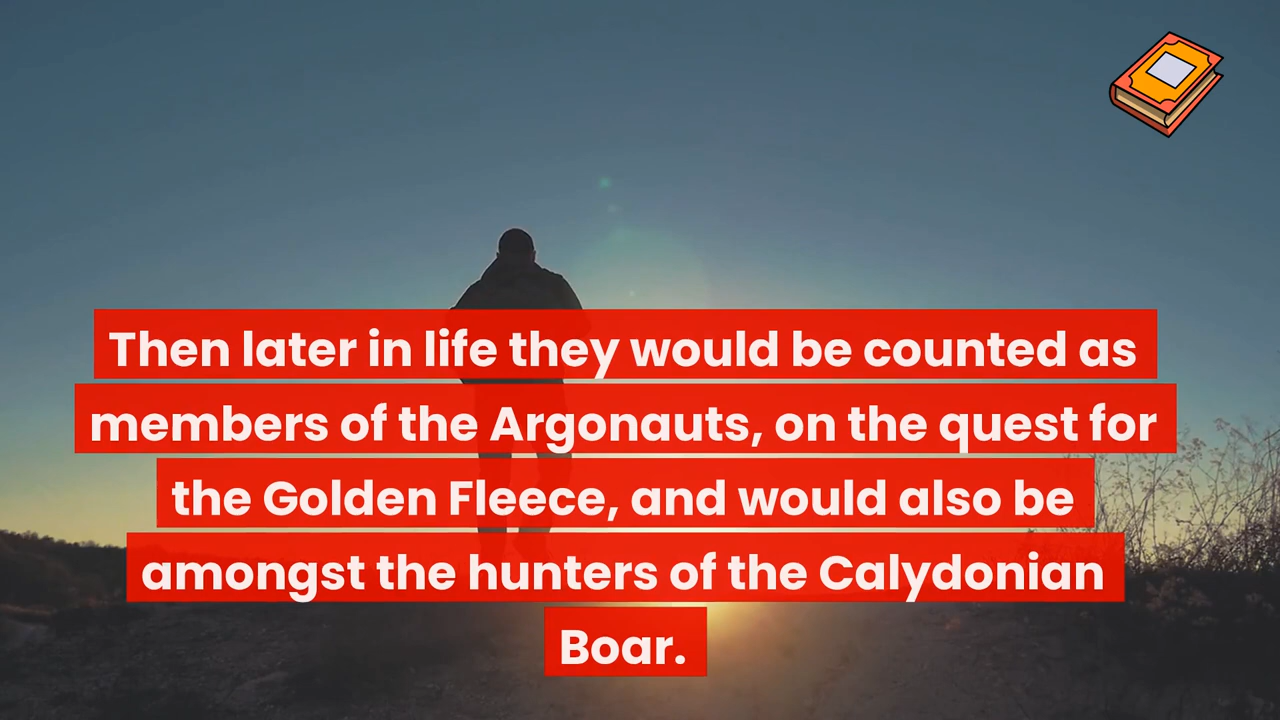 Then later in life they would be counted as
members of the Argonauts, on the quest for
the Golden Fleece, and would also be
amongst the hunters of the Calydonian
Boar.